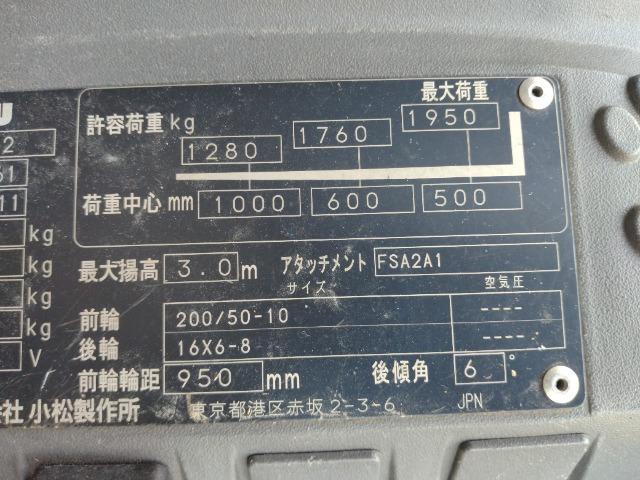 最大荷重
許容荷重 kg 1280 1760 1950
荷重中心 mm 1000 600 500
kg
最大揚高 3.0 m アタッチメント FSA2A1
kg
サイズ 空気圧
kg
前輪 200/50-10 ----
kg
後輪 16X6-8 ----
V
前輪輪距 950 mm 後傾角 6°
小松製作所 東京都港区赤坂2-3-6 JPN